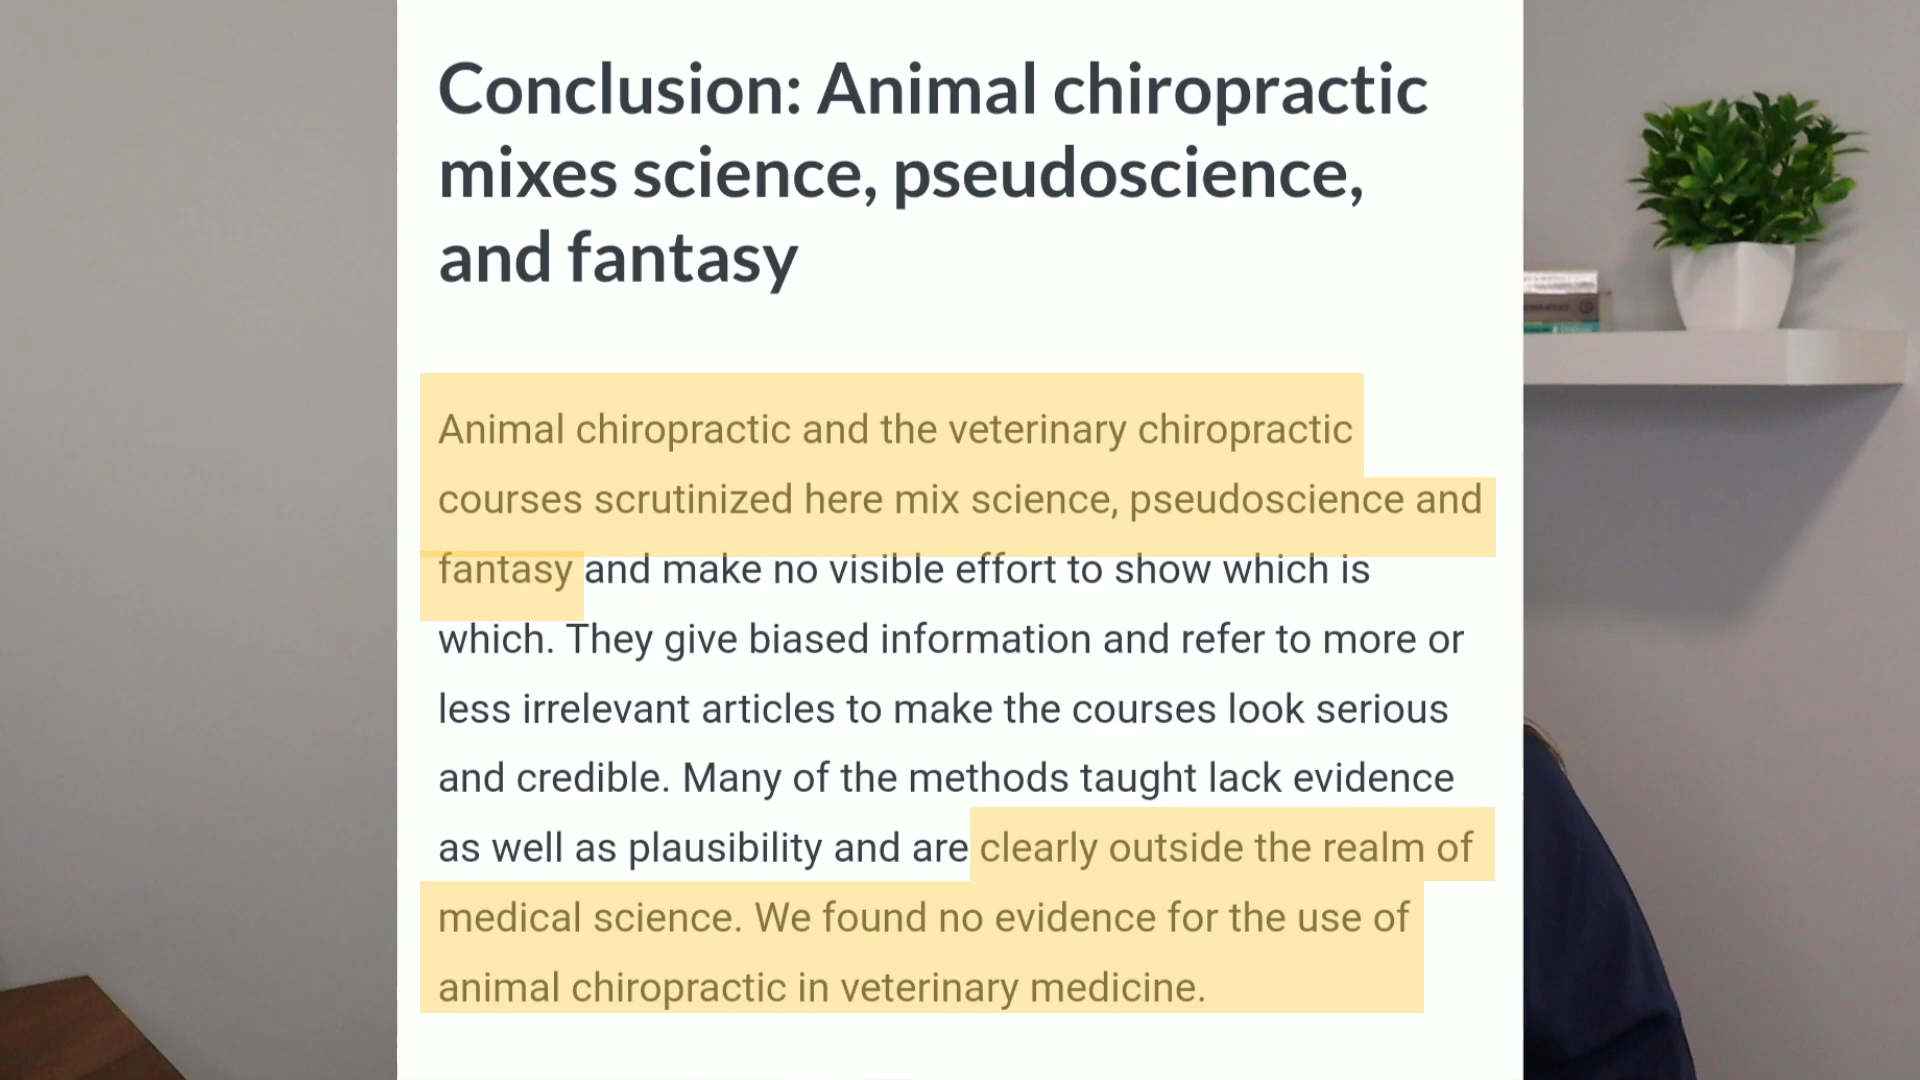 Conclusion: Animal chiropractic
mixes science, pseudoscience,
and fantasy
Animal chiropractic and the veterinary chiropractic
courses scrutinized here mix science, pseudoscience and
fantasy and make no visible effort to show which is
which. They give biased information and refer to more or
less irrelevant articles to make the courses look serious
and credible. Many of the methods taught lack evidence
as well as plausibility and are clearly outside the realm of
medical science. We found no evidence for the use of
animal chiropractic in veterinary medicine.